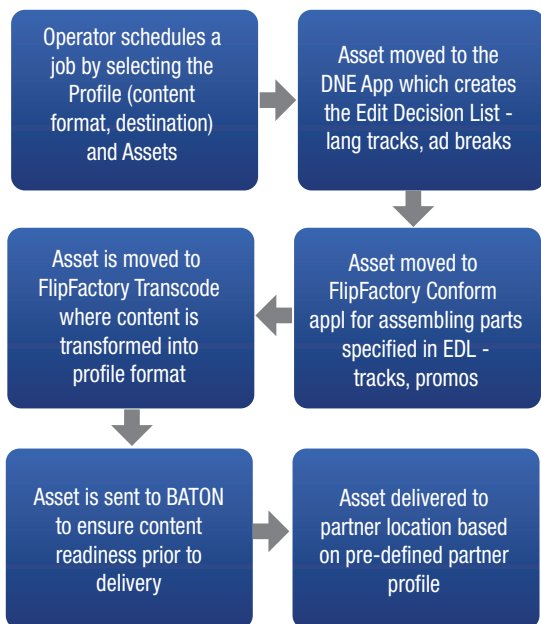 Operator schedules a
job by selecting the
Profile (content
format, destination)
and Assets
Asset moved to the
DNE App which creates
the Edit Decision List -
lang tracks, ad breaks
Asset moved to
FlipFactory Conform
appl for assembling parts
specified in EDL -
tracks, promos
Asset is moved to
FlipFactory Transcode
where content is
transformed into
profile format
Asset is sent to BATON
to ensure content
readiness prior to
delivery
Asset delivered to
partner location based
on pre-defined partner
profile